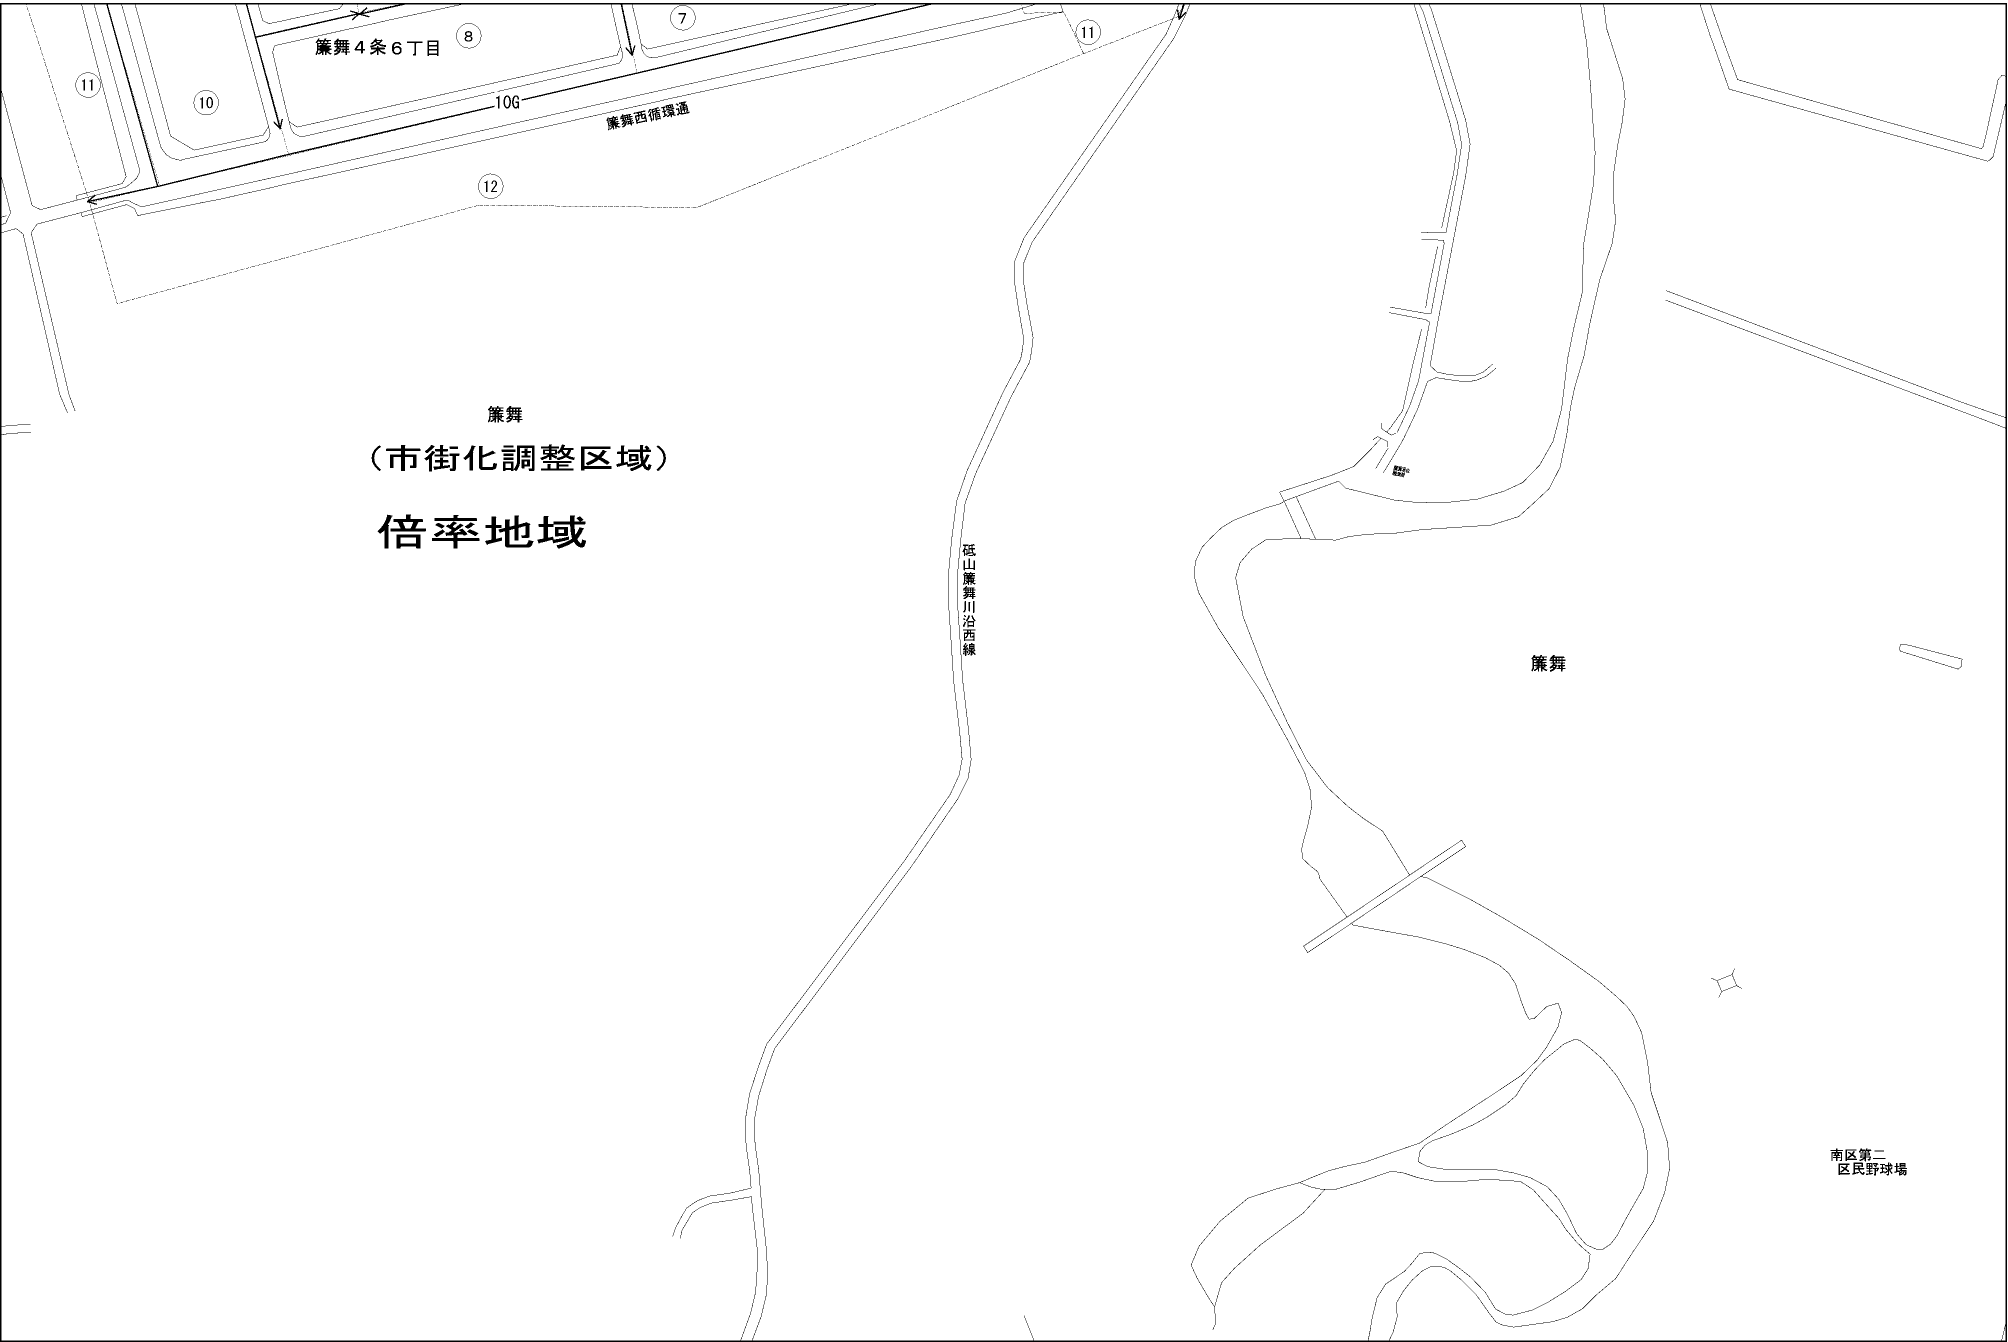 ⑦
⑧
簾舞４条６丁目
⑪
⑪
⑩
10G
簾舞西循環通
⑫
簾舞
（市街化調整区域）
倍率地域
砥山簾舞川沿西線
簾舞
南区第二
区民野球場